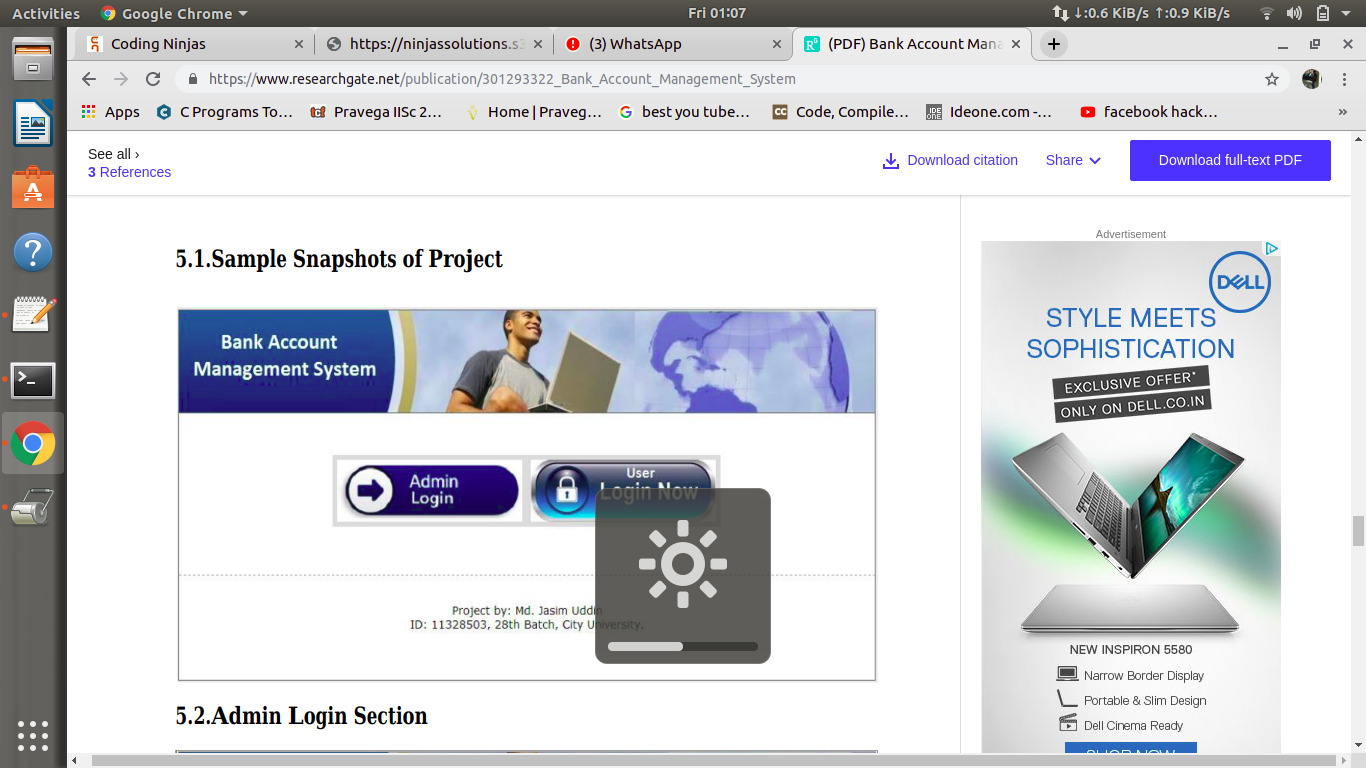 Activities
Google Chrome
Fri 01:07
↓:0.6 KiB/s ↑:0.9 KiB/s
Coding Ninjas
https://ninjassolutions.s3
(3) WhatsApp
(PDF) Bank Account Mana
https://www.researchgate.net/publication/301293322_Bank_Account_Management_System
Apps
C Programs To...
Pravega IISc 2...
Home | Praveg...
best you tube...
Code, Compile...
Ideone.com -...
facebook hack...
»
See all ›
3 References
Download citation
Share
Download full-text PDF
5.1.Sample Snapshots of Project
Bank Account
Management System
Admin
Login
User
Login Now
Project by: Md. Jasim Uddin
ID: 11328503, 28th Batch, City University.
5.2.Admin Login Section
Advertisement
DELL
STYLE MEETS
SOPHISTICATION
EXCLUSIVE OFFER*
ONLY ON DELL.CO.IN
NEW INSPIRON 5580
Narrow Border Display
Portable & Slim Design
Dell Cinema Ready
SHOP NOW